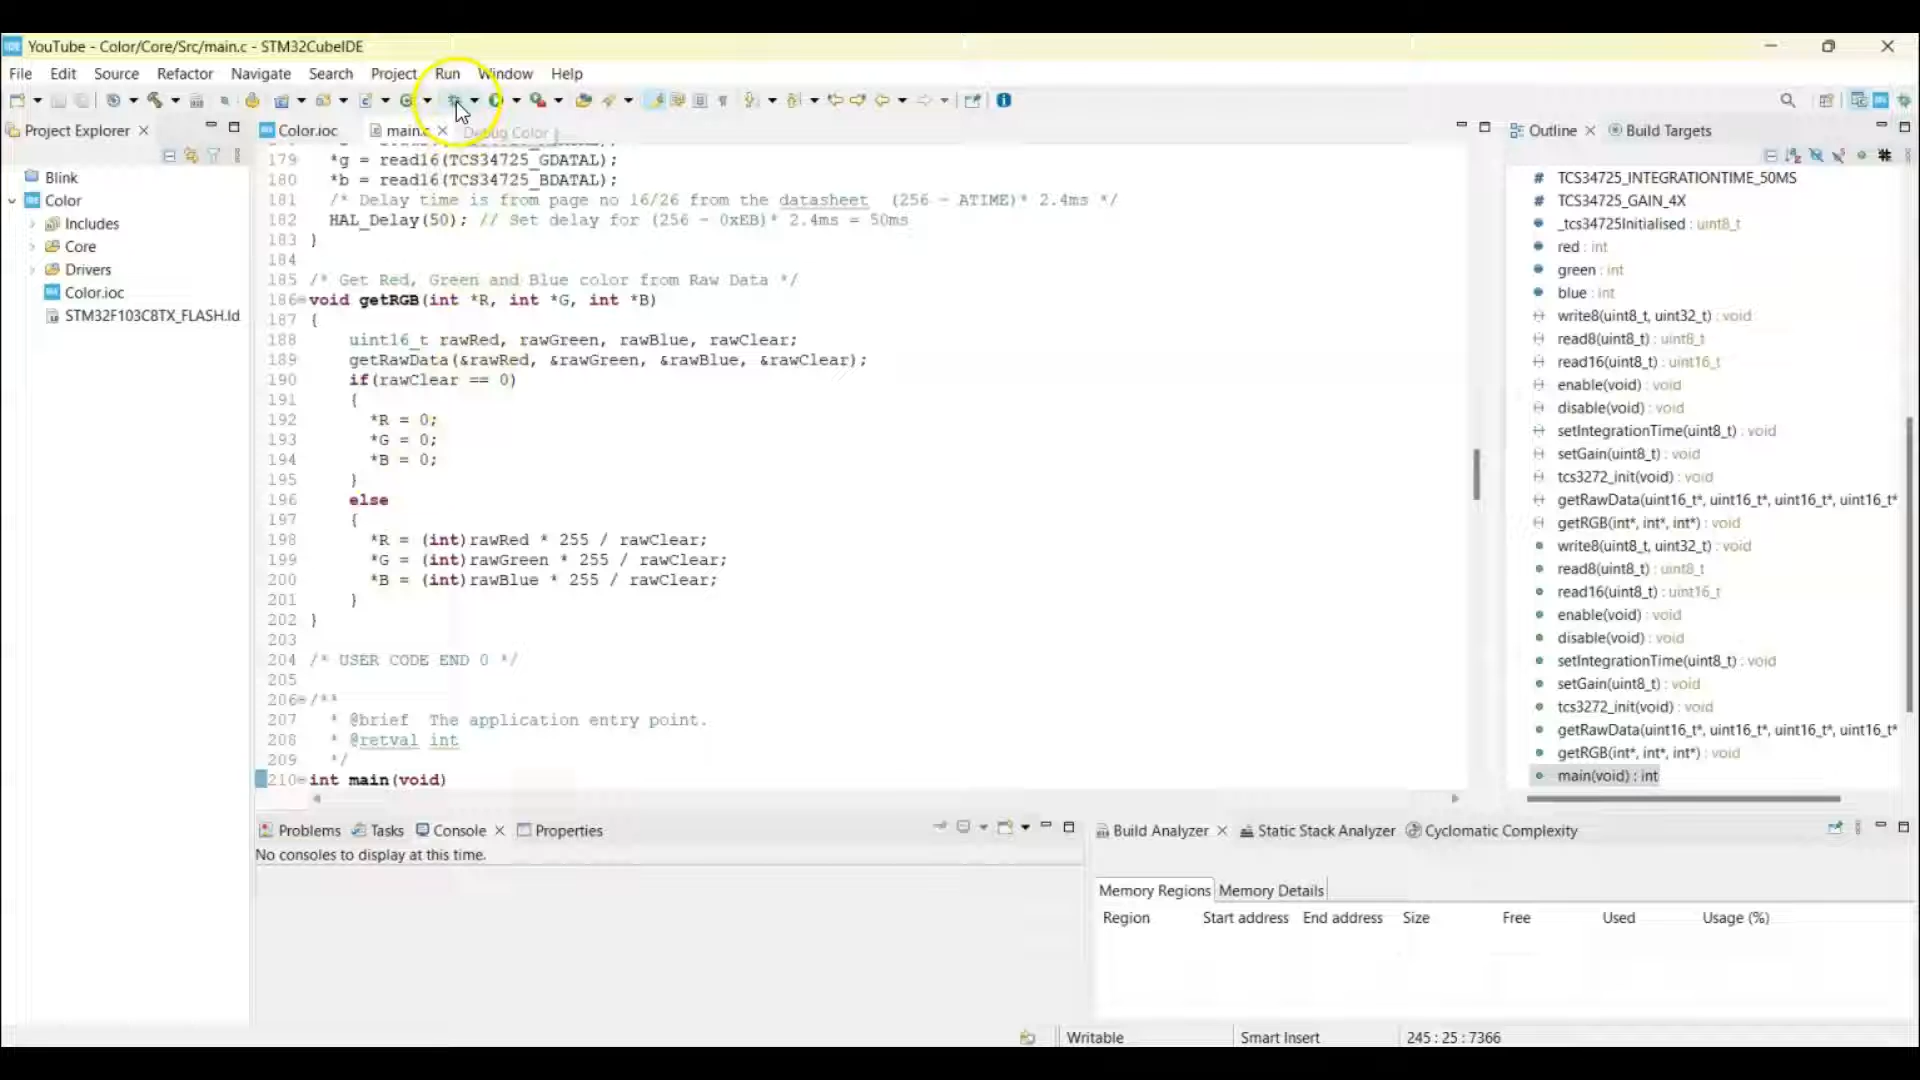 YouTube - Color/Core/Src/main.c - STM32CubeIDE
File Edit Source Refactor Navigate Search Project Run Window Help
Project Explorer
Color.ioc
main.c
Debug Color
Outline
Build Targets
Blink
Color
Includes
Core
Drivers
Color.ioc
STM32F103C8TX_FLASH.ld
179 *g = read16(TCS34725_GDATAL);
180 *b = read16(TCS34725_BDATAL);
181 /* Delay time is from page no 16/26 from the datasheet (256 - ATIME)* 2.4ms */
182 HAL_Delay(50); // Set delay for (256 - 0xEB)* 2.4ms = 50ms
183 }
184
185 /* Get Red, Green and Blue color from Raw Data */
186 void getRGB(int *R, int *G, int *B)
187 {
188 uint16_t rawRed, rawGreen, rawBlue, rawClear;
189 getRawData(&rawRed, &rawGreen, &rawBlue, &rawClear);
190 if(rawClear == 0)
191 {
192 *R = 0;
193 *G = 0;
194 *B = 0;
195 }
196 else
197 {
198 *R = (int)rawRed * 255 / rawClear;
199 *G = (int)rawGreen * 255 / rawClear;
200 *B = (int)rawBlue * 255 / rawClear;
201 }
202 }
203
204 /* USER CODE END 0 */
205
206 /**
207 * @brief The application entry point.
208 * @retval int
209 */
210 int main(void)
# TCS34725_INTEGRATIONTIME_50MS
# TCS34725_GAIN_4X
_tcs34725Initialised : uint8_t
red : int
green : int
blue : int
write8(uint8_t, uint32_t) : void
read8(uint8_t) : uint8_t
read16(uint8_t) : uint16_t
enable(void) : void
disable(void) : void
setIntegrationTime(uint8_t) : void
setGain(uint8_t) : void
tcs3272_init(void) : void
getRawData(uint16_t*, uint16_t*, uint16_t*, uint16_t*
getRGB(int*, int*, int*) : void
write8(uint8_t, uint32_t) : void
read8(uint8_t) : uint8_t
read16(uint8_t) : uint16_t
enable(void) : void
disable(void) : void
setIntegrationTime(uint8_t) : void
setGain(uint8_t) : void
tcs3272_init(void) : void
getRawData(uint16_t*, uint16_t*, uint16_t*, uint16_t*
getRGB(int*, int*, int*) : void
main(void) : int
Problems Tasks Console Properties
No consoles to display at this time.
Build Analyzer Static Stack Analyzer Cyclomatic Complexity
Memory Regions Memory Details
Region Start address End address Size Free Used Usage (%)
Writable Smart Insert 245 : 25 : 7366